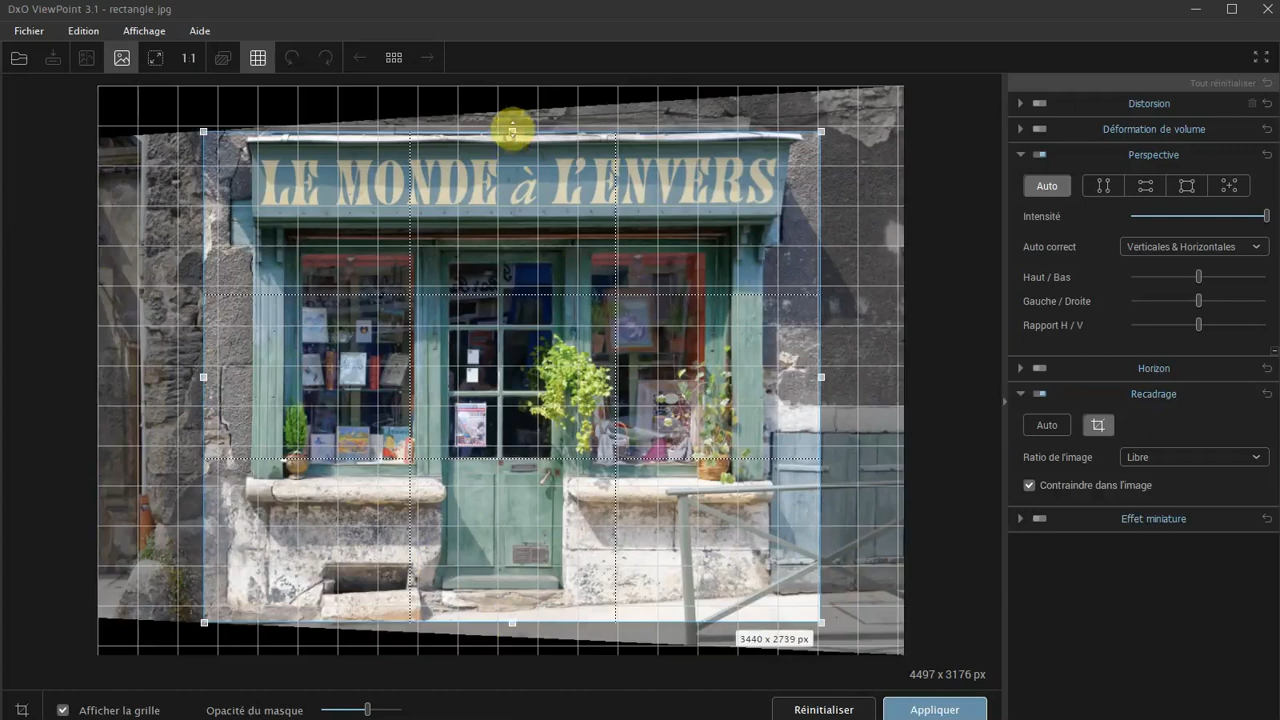 DxO ViewPoint 3.1 - rectangle.jpg
Fichier Edition Affichage Aide
1:1
Tout réinitialiser
Distorsion
Déformation de volume
Perspective
Auto
Intensité
Auto correct Verticales & Horizontales
Haut / Bas
Gauche / Droite
Rapport H / V
Horizon
Recadrage
Auto
Ratio de l'image Libre
Contraindre dans l'image
Effet miniature
LE MONDE à L'ENVERS
3440 x 2739 px
4497 x 3176 px
Afficher la grille Opacité du masque Réinitialiser Appliquer